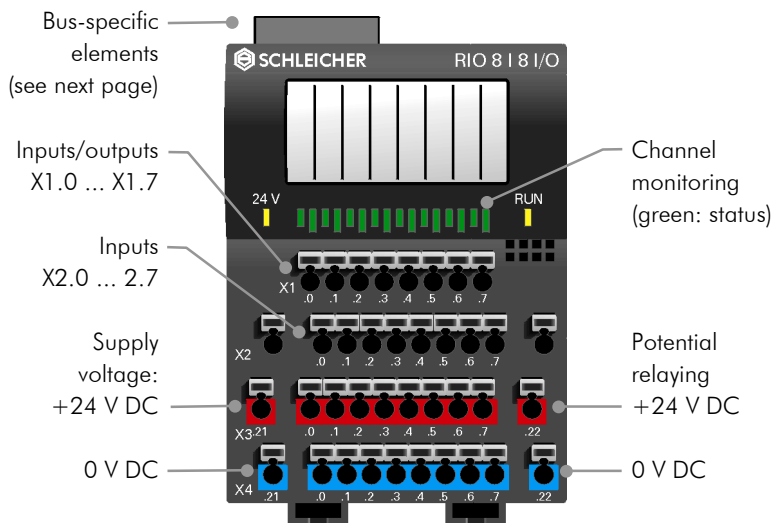 Bus-specific
elements
(see next page)
SCHLEICHER RIO 8 I 8 I/O
Inputs/outputs
X1.0 ... X1.7
Channel
monitoring
(green: status)
24 V RUN
Inputs
X2.0 ... 2.7
X1 .0 .1 .2 .3 .4 .5 .6 .7
X2 .0 .1 .2 .3 .4 .5 .6 .7
Supply
voltage:
+24 V DC
Potential
relaying
+24 V DC
X3 .21 .0 .1 .2 .3 .4 .5 .6 .7 .22
0 V DC
0 V DC
X4 .21 .0 .1 .2 .3 .4 .5 .6 .7 .22